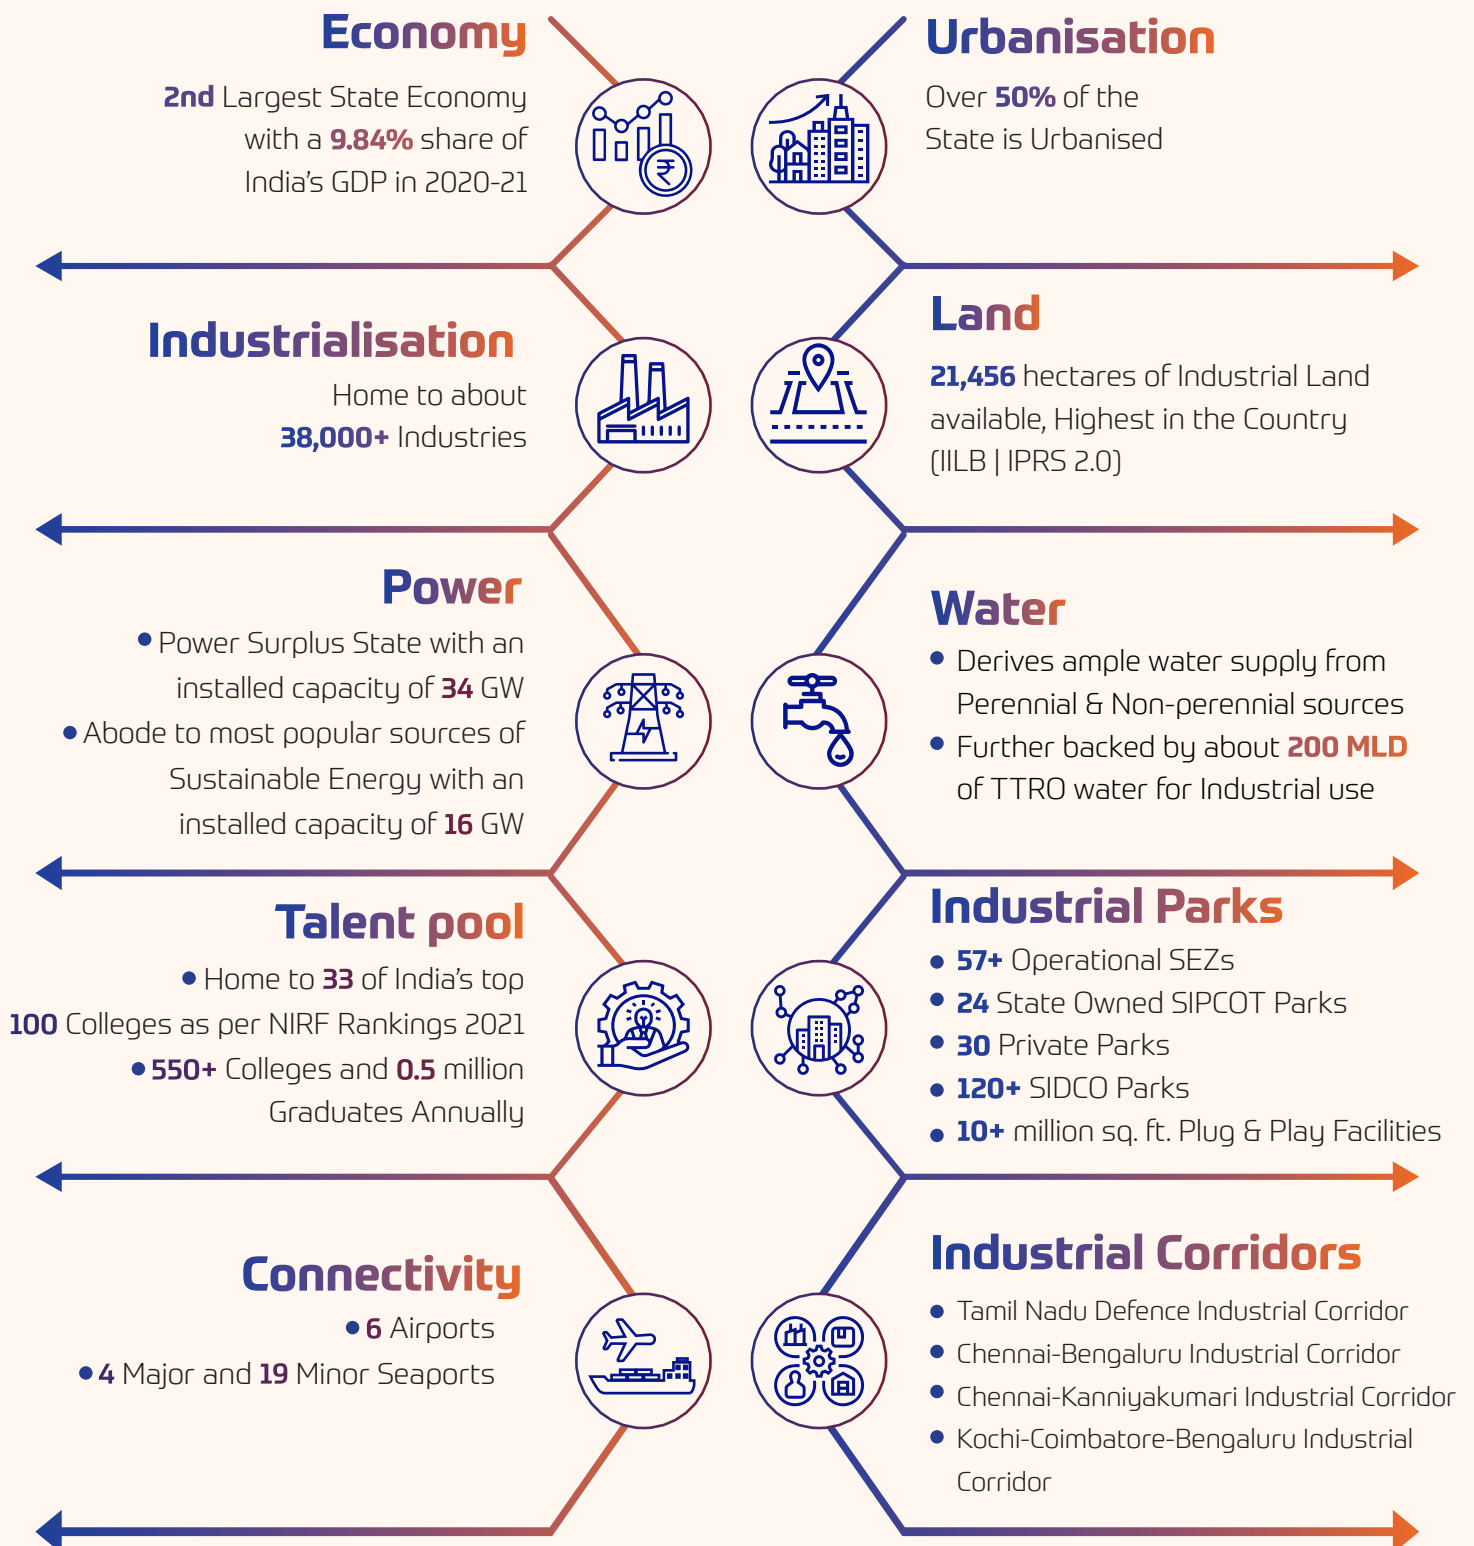 Economy
2nd Largest State Economy
with a 9.84% share of
India's GDP in 2020-21
Urbanisation
Over 50% of the
State is Urbanised
Industrialisation
Home to about
38,000+ Industries
Land
21,456 hectares of Industrial Land
available, Highest in the Country
(IILB | IPRS 2.0)
Power
• Power Surplus State with an
installed capacity of 34 GW
• Abode to most popular sources of
Sustainable Energy with an
installed capacity of 16 GW
Water
• Derives ample water supply from
Perennial & Non-perennial sources
• Further backed by about 200 MLD
of TTRO water for Industrial use
Talent pool
• Home to 33 of India's top
100 Colleges as per NIRF Rankings 2021
• 550+ Colleges and 0.5 million
Graduates Annually
Industrial Parks
• 57+ Operational SEZs
• 24 State Owned SIPCOT Parks
• 30 Private Parks
• 120+ SIDCO Parks
• 10+ million sq. ft. Plug & Play Facilities
Connectivity
• 6 Airports
• 4 Major and 19 Minor Seaports
Industrial Corridors
• Tamil Nadu Defence Industrial Corridor
• Chennai-Bengaluru Industrial Corridor
• Chennai-Kanniyakumari Industrial Corridor
• Kochi-Coimbatore-Bengaluru Industrial
Corridor